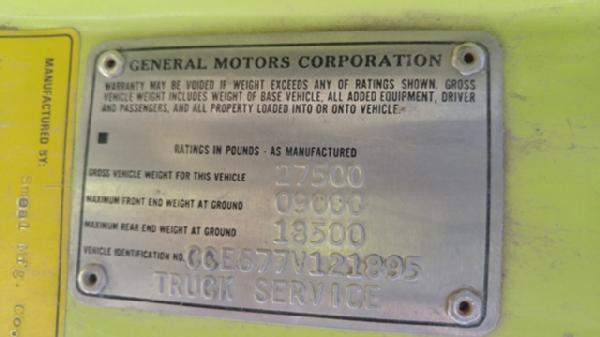 GENERAL MOTORS CORPORATION
WARRANTY MAY BE VOIDED IF WEIGHT EXCEEDS ANY OF RATINGS SHOWN. GROSS
VEHICLE WEIGHT INCLUDES WEIGHT OF BASE VEHICLE, ALL ADDED EQUIPMENT, DRIVER
AND PASSENGERS, AND ALL PROPERTY LOADED INTO OR ONTO VEHICLE.
RATINGS IN POUNDS - AS MANUFACTURED
GROSS VEHICLE WEIGHT FOR THIS VEHICLE 27500
MAXIMUM FRONT END WEIGHT AT GROUND
MAXIMUM REAR END WEIGHT AT GROUND 18500
VEHICLE IDENTIFICATION NO.
TRUCK SERVICE
MANUFACTURED BY:
Smeal Mfg. Co.